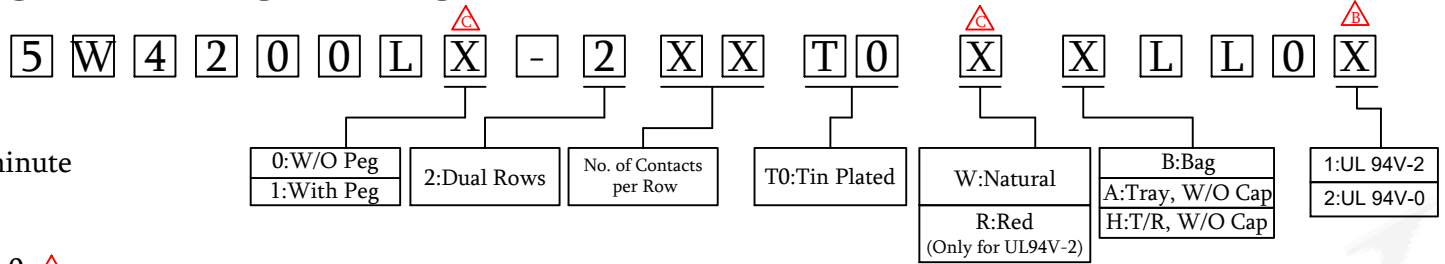 C C B
5 W 4 2 0 0 L X - 2 X X T 0 X X L L 0 X
inute
0:W/O Peg
1:With Peg
2:Dual Rows
No. of Contacts
per Row
T0:Tin Plated
W:Natural
R:Red
(Only for UL94V-2)
B:Bag
A:Tray, W/O Cap
H:T/R, W/O Cap
1:UL 94V-2
2:UL 94V-0